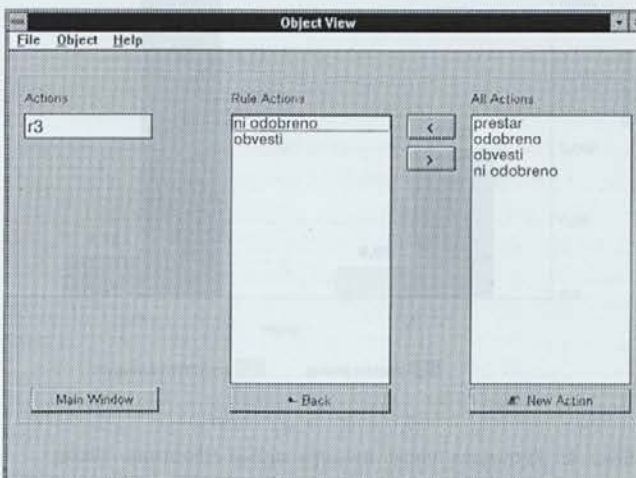 Object View
File Object Help
Actions
Rule Actions
All Actions
r3
ni odobreno
obvesti
<
>
prestar
odobreno
obvesti
ni odobreno
Main Window
Back
New Action